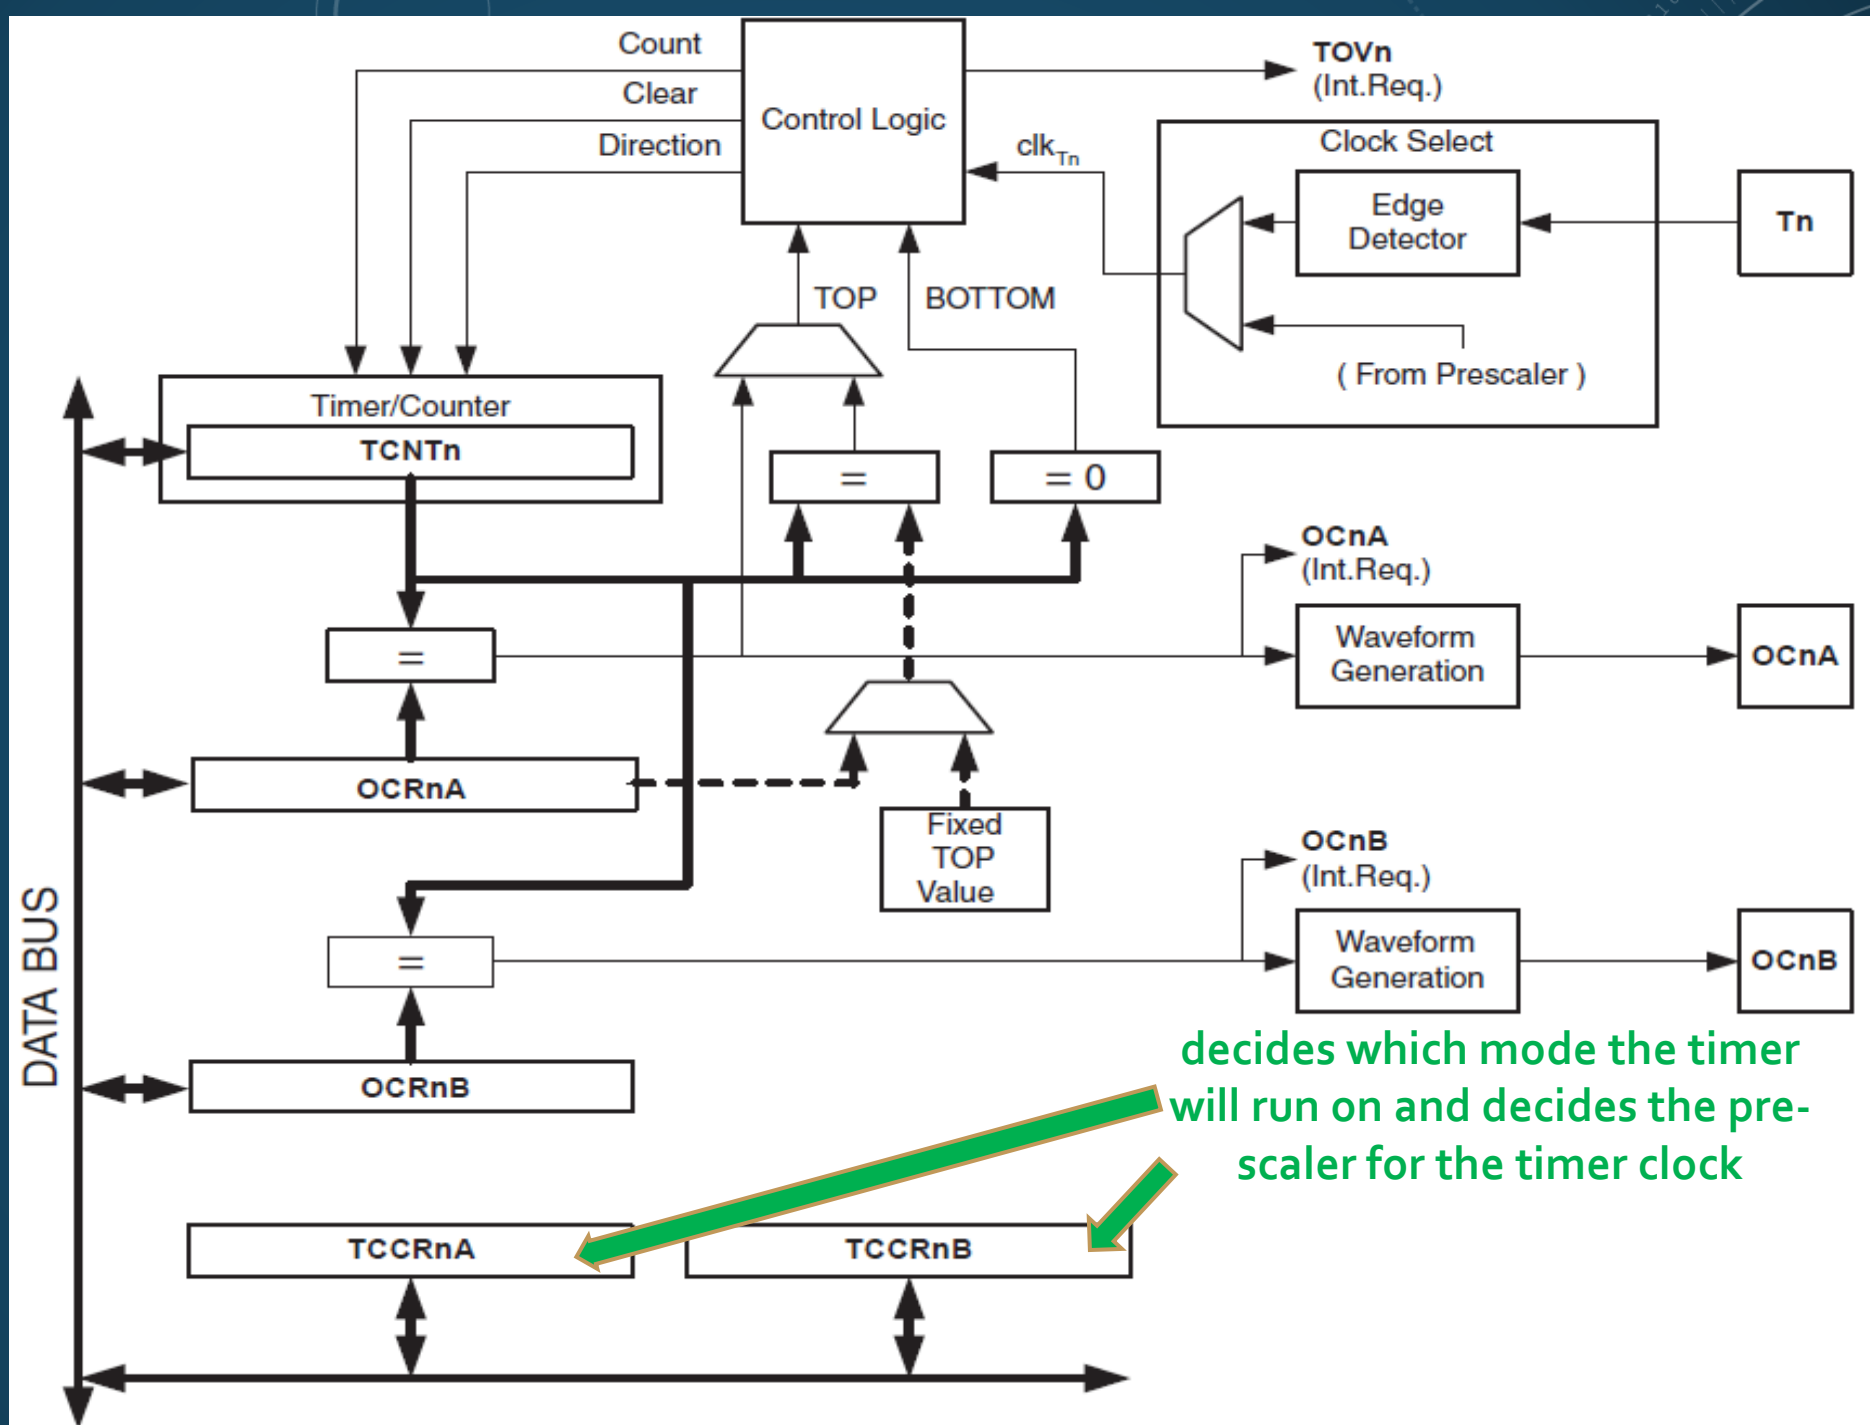 Count
Clear
Direction
Control Logic
TOVn
(Int.Req.)
clkTn
Clock Select
Edge
Detector
Tn
( From Prescaler )
TOP
BOTTOM
Timer/Counter
TCNTn
=
= 0
OCnA
(Int.Req.)
=
Waveform
Generation
OCnA
OCRnA
Fixed
TOP
Value
OCnB
(Int.Req.)
=
Waveform
Generation
OCnB
OCRnB
DATA BUS
decides which mode the timer
will run on and decides the pre-
scaler for the timer clock
TCCRnA
TCCRnB